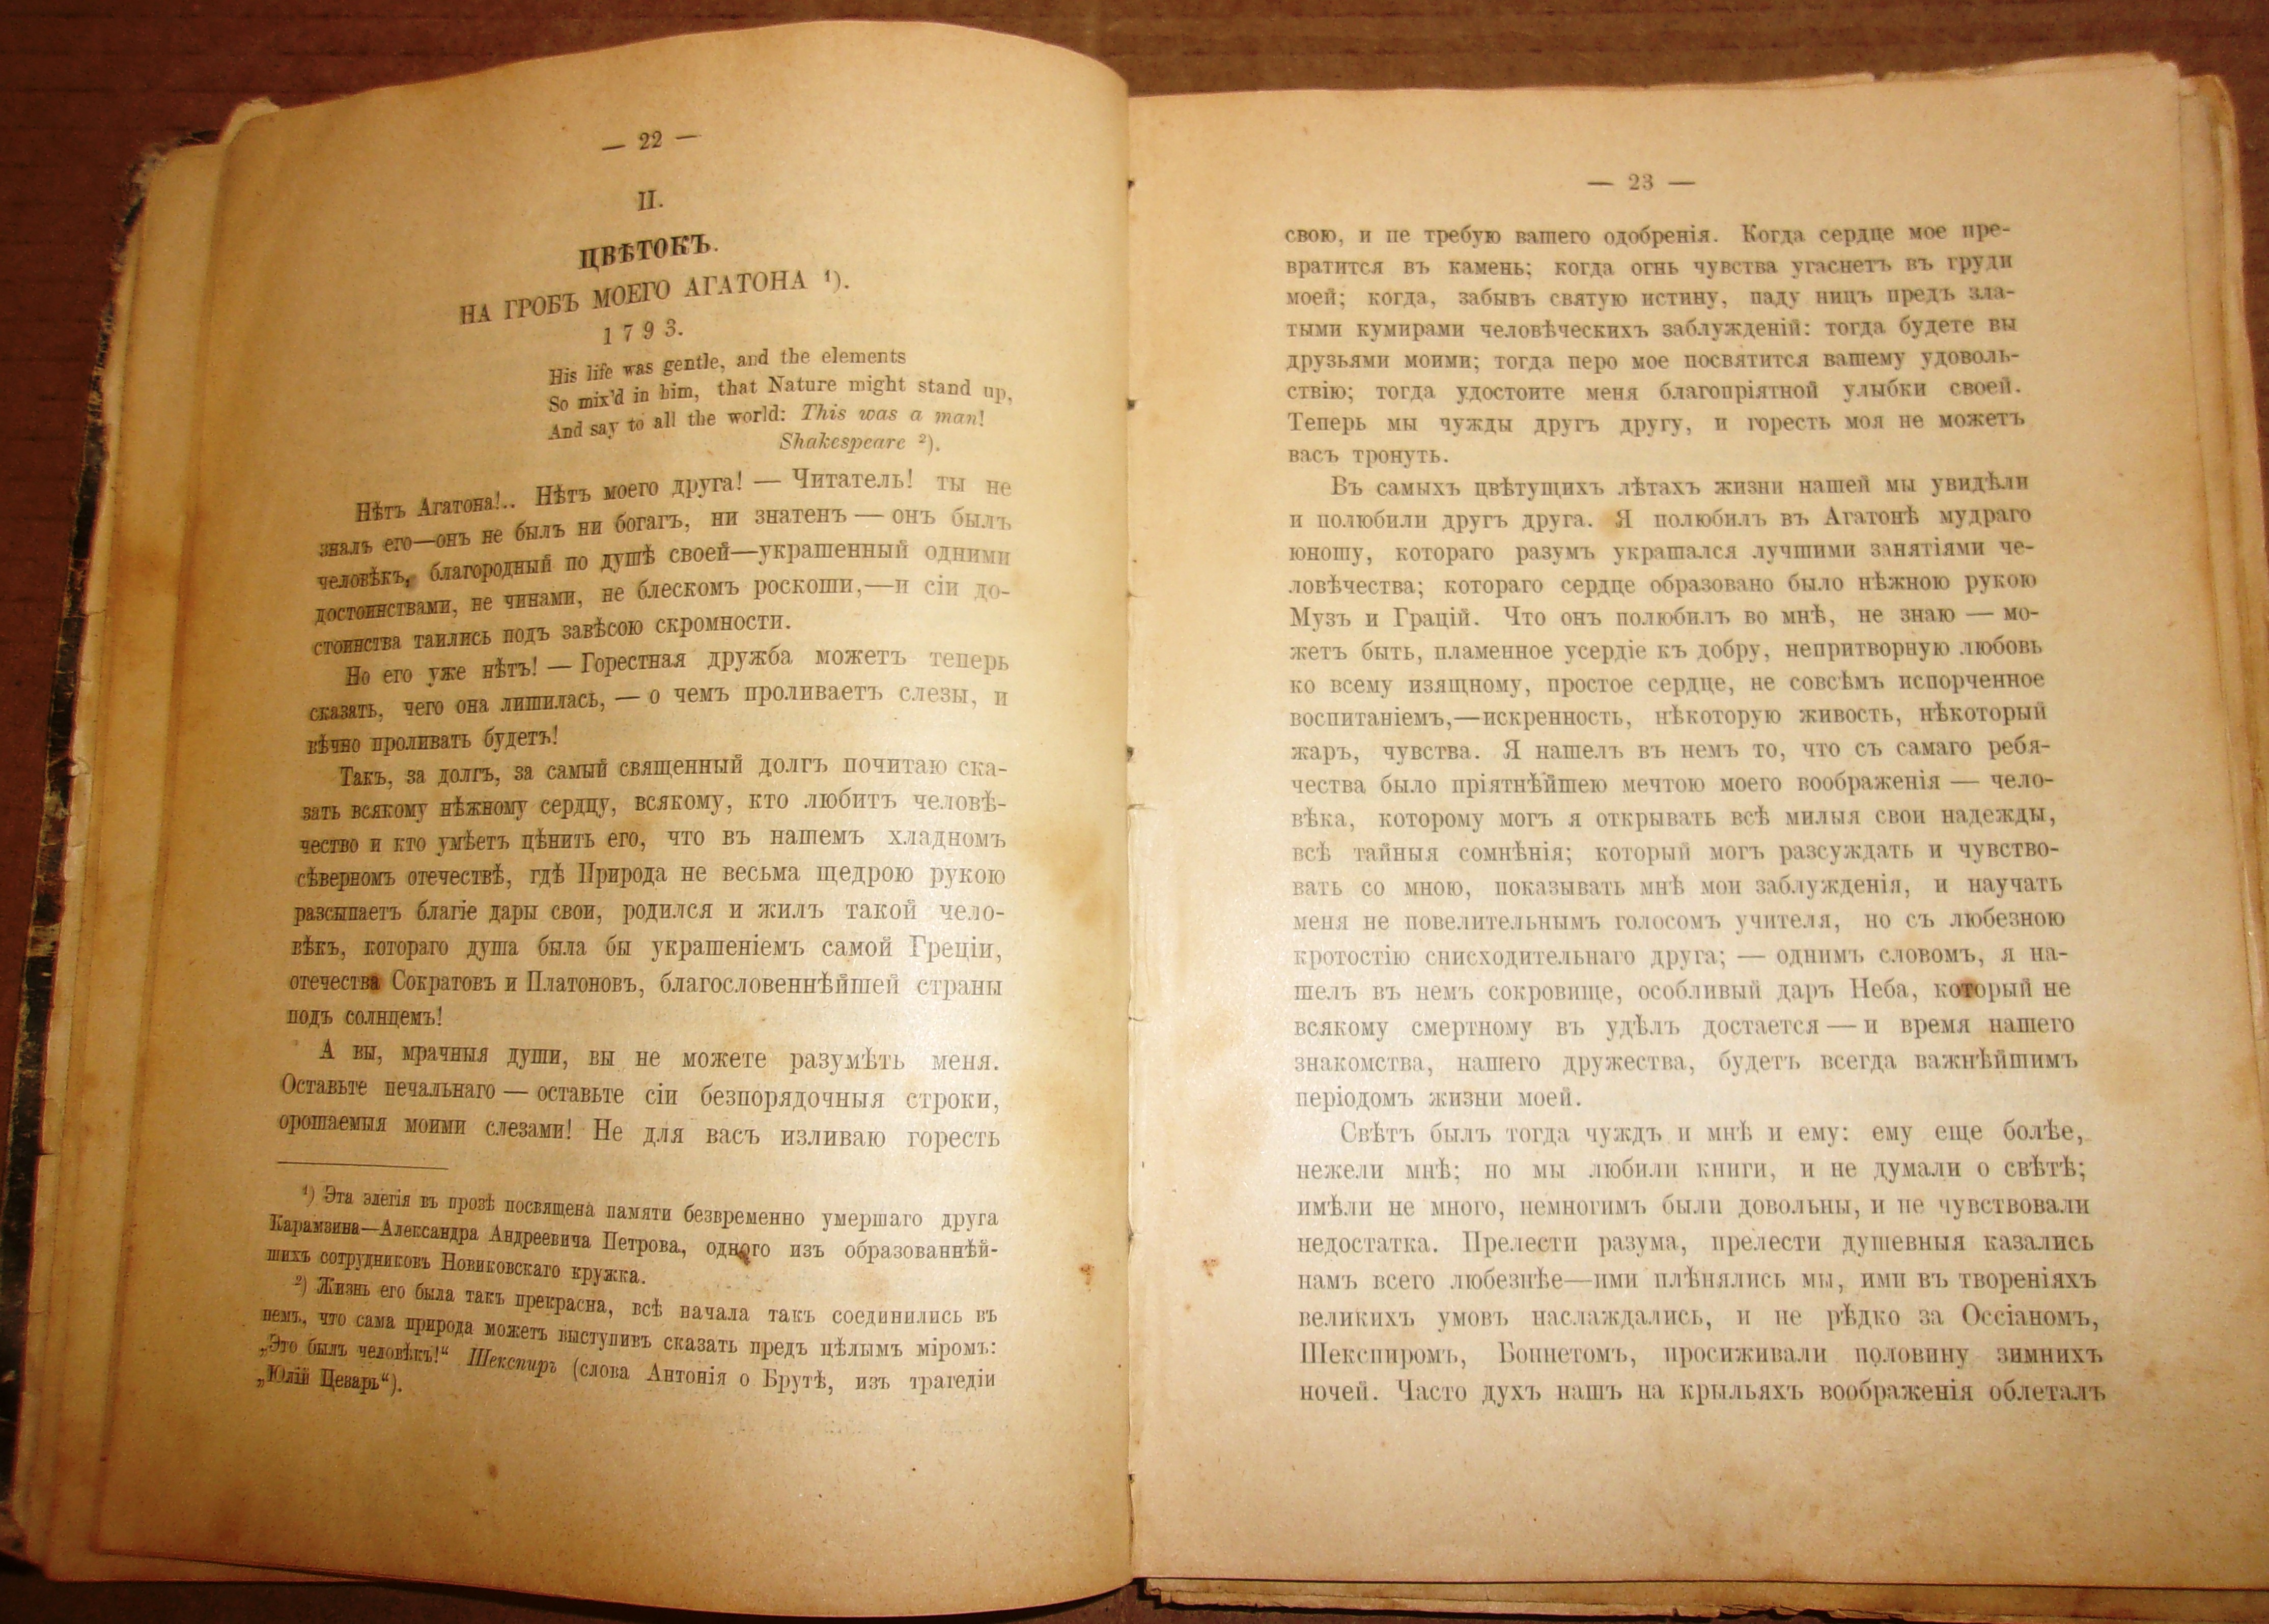 — 22 —
II.
ЦВѢТОКЪ.
НА ГРОБЪ МОЕГО АГАТОНА ¹).
1793.
His life was gentle, and the elements
So mix'd in him, that Nature might stand up,
And say to all the world: This was a man!
Shakespeare ²).
Нѣтъ Агатона!.. Нѣтъ моего друга! — Читатель! ты не
зналъ его—онъ не былъ ни богатъ, ни знатенъ — онъ былъ
человѣкъ, благородный по душѣ своей—украшенный одними
достоинствами, не чинами, не блескомъ роскоши,—и сіи до-
стоинства таились подъ завѣсою скромности.
Но его уже нѣтъ! — Горестная дружба можетъ теперь
сказать, чего она лишилась, — о чемъ проливаетъ слезы, и
вѣчно проливать будетъ!
Такъ, за долгъ, за самый священный долгъ почитаю ска-
зать всякому нѣжному сердцу, всякому, кто любитъ человѣ-
чество и кто умѣетъ цѣнить его, что въ нашемъ хладномъ
сѣверномъ отечествѣ, гдѣ Природа не весьма щедрою рукою
разсыпаетъ благіе дары свои, родился и жилъ такой чело-
вѣкъ, котораго душа была бы украшеніемъ самой Греціи,
отечества Сократовъ и Платоновъ, благословеннѣйшей страны
подъ солнцемъ!
А вы, мрачныя души, вы не можете разумѣть меня.
Оставьте печальнаго — оставьте сіи безпорядочныя строки,
орошаемыя моими слезами! Не для васъ изливаю горесть
¹) Эта элегія въ прозѣ посвящена памяти безвременно умершаго друга
Карамзина—Александра Андреевича Петрова, одного изъ образованнѣй-
шихъ сотрудниковъ Новиковскаго кружка.
²) Жизнь его была такъ прекрасна, всѣ начала такъ соединились въ
немъ, что сама природа можетъ выступивъ сказать предъ цѣлымъ міромъ:
„Это былъ человѣкъ!“ Шекспиръ (слова Антонія о Брутѣ, изъ трагедіи
„Юлій Цезарь“).
— 23 —
свою, и не требую вашего одобренія. Когда сердце мое пре-
вратится въ камень; когда огнь чувства угаснетъ въ груди
моей; когда, забывъ святую истину, паду ницъ предъ зла-
тыми кумирами человѣческихъ заблужденій: тогда будете вы
друзьями моими; тогда перо мое посвятится вашему удоволь-
ствію; тогда удостоите меня благопріятной улыбки своей.
Теперь мы чужды другъ другу, и горесть моя не можетъ
васъ тронуть.
Въ самыхъ цвѣтущихъ лѣтахъ жизни нашей мы увидѣли
и полюбили другъ друга. Я полюбилъ въ Агатонѣ мудраго
юношу, котораго разумъ украшался лучшими занятіями че-
ловѣчества; котораго сердце образовано было нѣжною рукою
Музъ и Грацій. Что онъ полюбилъ во мнѣ, не знаю — мо-
жетъ быть, пламенное усердіе къ добру, непритворную любовь
ко всему изящному, простое сердце, не совсѣмъ испорченное
воспитаніемъ,—искренность, нѣкоторую живость, нѣкоторый
жаръ, чувства. Я нашелъ въ немъ то, что съ самаго ребя-
чества было пріятнѣйшею мечтою моего воображенія — чело-
вѣка, которому могъ я открывать всѣ милыя свои надежды,
всѣ тайныя сомнѣнія; который могъ разсуждать и чувство-
вать со мною, показывать мнѣ мои заблужденія, и научать
меня не повелительнымъ голосомъ учителя, но съ любезною
кротостію снисходительнаго друга; — однимъ словомъ, я на-
шелъ въ немъ сокровище, особливый даръ Неба, который не
всякому смертному въ удѣлъ достается — и время нашего
знакомства, нашего дружества, будетъ всегда важнѣйшимъ
періодомъ жизни моей.
Свѣтъ былъ тогда чуждъ и мнѣ и ему: ему еще болѣе,
нежели мнѣ; но мы любили книги, и не думали о свѣтѣ;
имѣли не много, немногимъ были довольны, и не чувствовали
недостатка. Прелести разума, прелести душевныя казались
намъ всего любезнѣе—ими плѣнялись мы, ими въ твореніяхъ
великихъ умовъ наслаждались, и не рѣдко за Оссіаномъ,
Шекспиромъ, Боннетомъ, просиживали половину зимнихъ
ночей. Часто духъ нашъ на крыльяхъ воображенія облеталъ